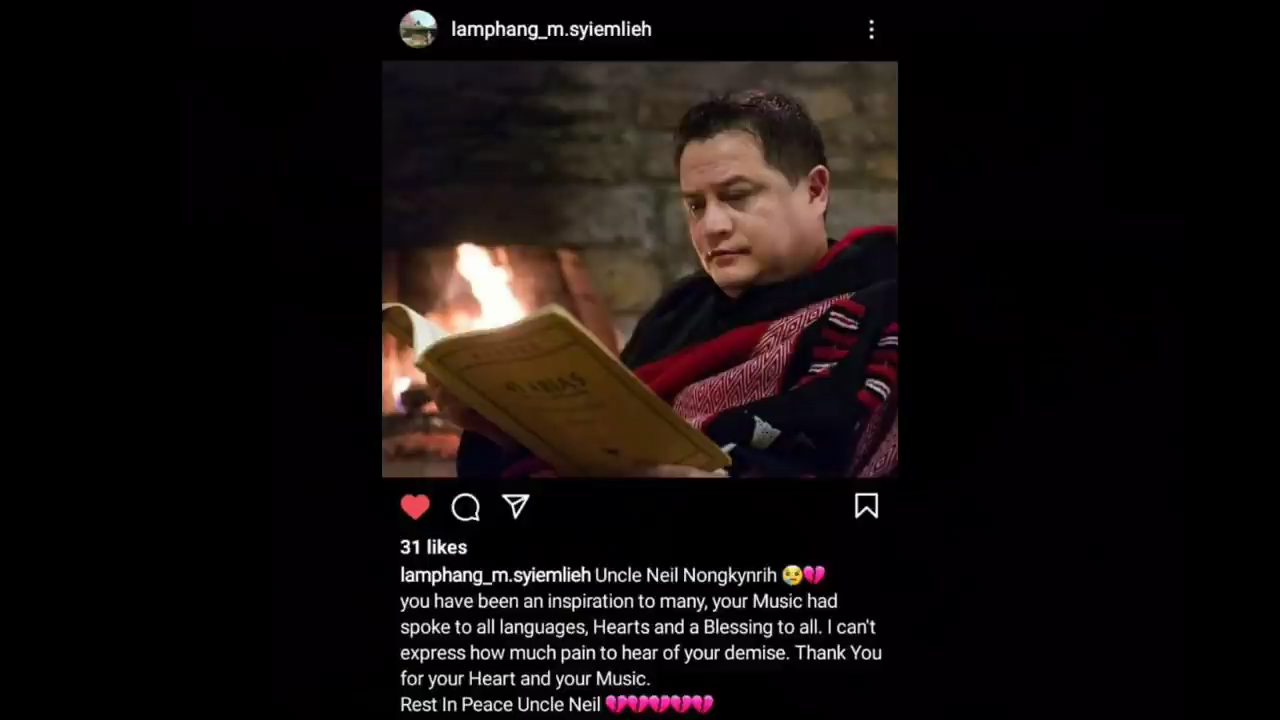 lamphang_m.syiemlieh
31 likes
lamphang_m.syiemlieh Uncle Neil Nongkynrih 😢💔
you have been an inspiration to many, your Music had
spoke to all languages, Hearts and a Blessing to all. I can't
express how much pain to hear of your demise. Thank You
for your Heart and your Music.
Rest In Peace Uncle Neil 💔💔💔💔💔